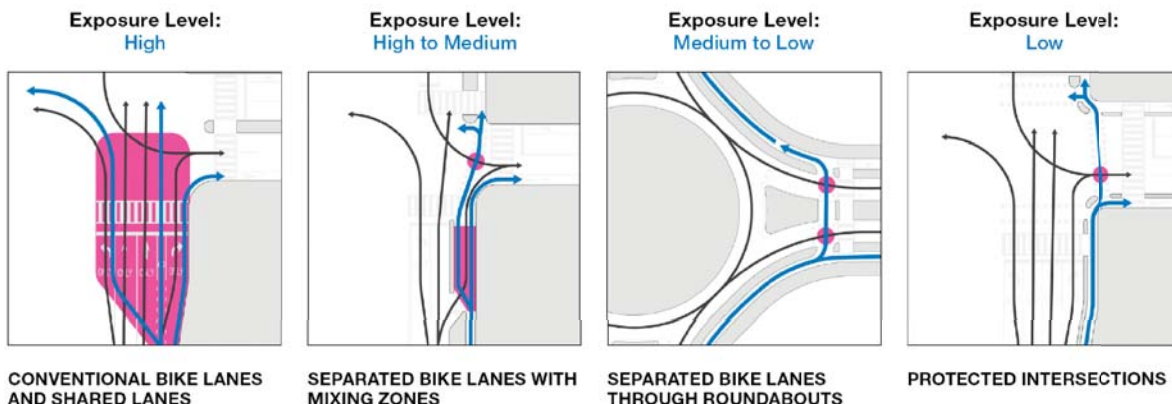 Exposure Level:
High
Exposure Level:
High to Medium
Exposure Level:
Medium to Low
Exposure Level:
Low
CONVENTIONAL BIKE LANES
AND SHARED LANES
SEPARATED BIKE LANES WITH
MIXING ZONES
SEPARATED BIKE LANES
THROUGH ROUNDABOUTS
PROTECTED INTERSECTIONS